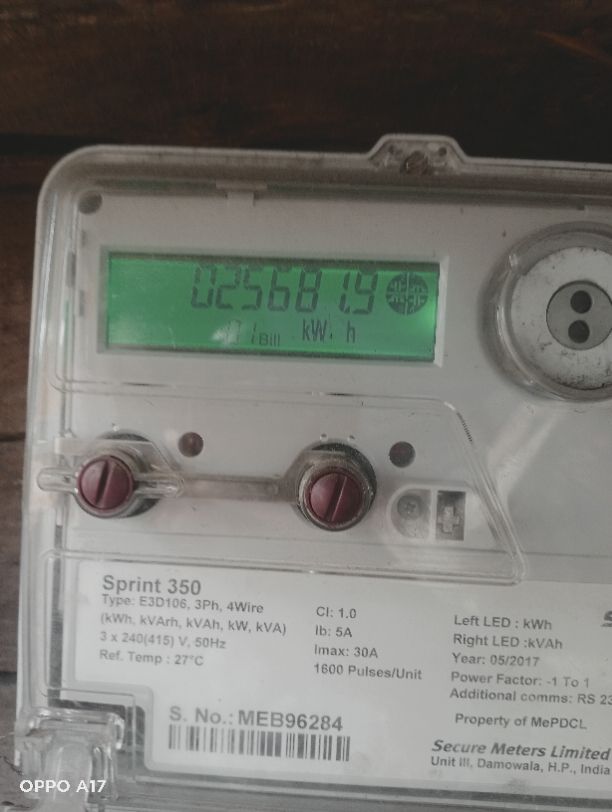 025681.9
01 Bill kW h
Sprint 350
Type: E3D106, 3Ph, 4Wire
(kWh, kVArh, kVAh, kW, kVA)
3 x 240(415) V, 50Hz
Ref. Temp : 27°C
Cl: 1.0
Ib: 5A
Imax: 30A
1600 Pulses/Unit
Left LED : kWh
Right LED :kVAh
Year: 05/2017
Power Factor: -1 To 1
Additional comms: RS 23
Property of MePDCL
S. No.: MEB96284
Secure Meters Limited
Unit III, Damowala, H.P., India
OPPO A17